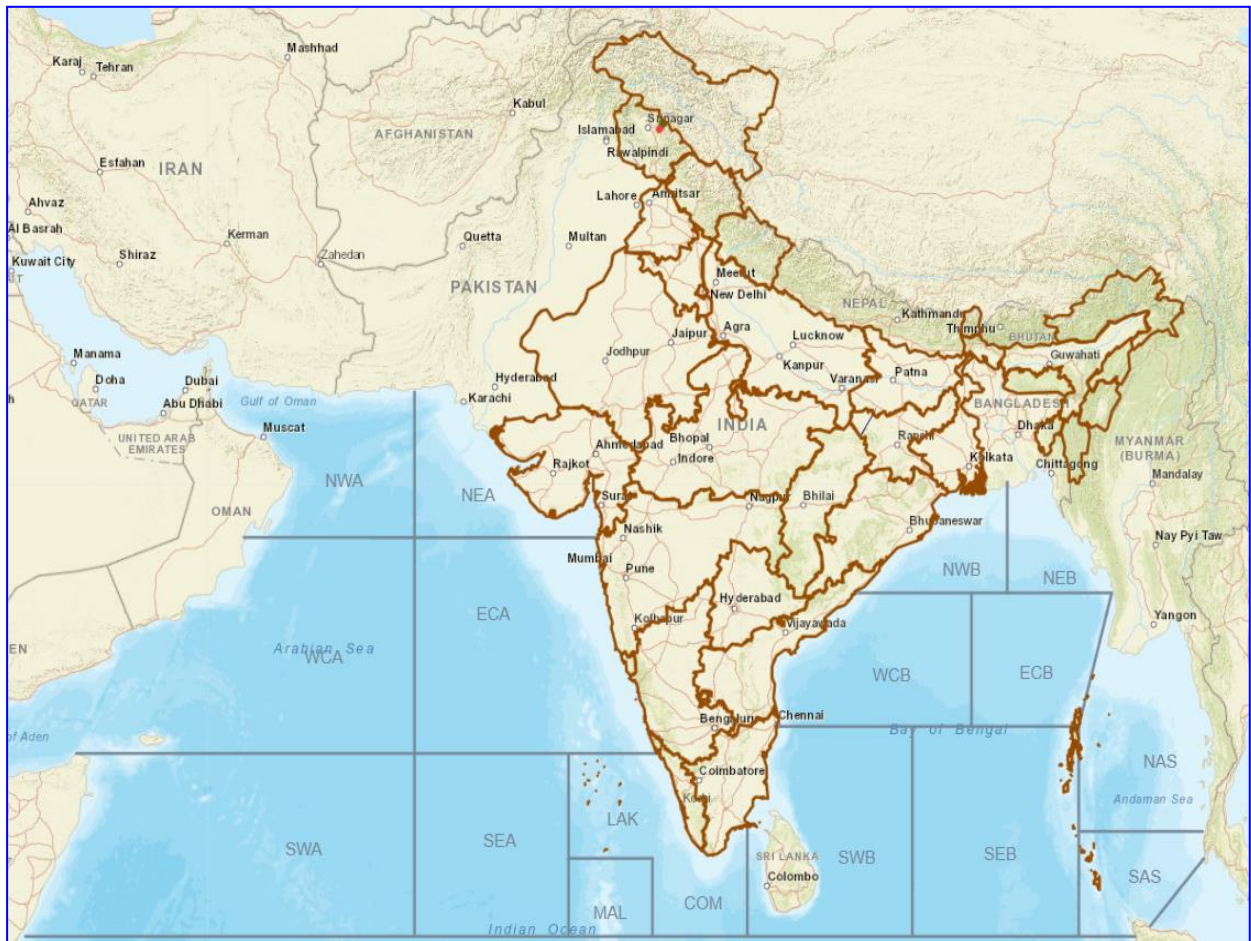 Mashhad
Karaj
Tehran
Kabul
AFGHANISTAN
Srinagar
Islamabad
Rawalpindi
Esfahan
IRAN
Ahvaz
Lahore
Amritsar
Al Basrah
Kerman
Quetta
Multan
Shiraz
Zahedan
Kuwait City
Meerut
PAKISTAN
New Delhi
NEPAL
Kathmandu
Thimphu
BHUTAN
Agra
Jaipur
Lucknow
Guwahati
Manama
Jodhpur
Kanpur
Doha
Dubai
Hyderabad
Varanasi
Patna
QATAR
Abu Dhabi
Gulf of Oman
Karachi
BANGLADESH
Muscat
INDIA
UNITED ARAB
EMIRATES
Ahmedabad
Bhopal
Ranchi
Dhaka
MYANMAR
(BURMA)
Rajkot
Indore
Kolkata
Chittagong
Mandalay
NWA
NEA
Surat
Nagpur
Bhilai
OMAN
Nashik
Bhubaneswar
Nay Pyi Taw
Mumbai
Pune
NWB
NEB
ECA
Hyderabad
Kolhapur
Vijayawada
Yangon
Arabian Sea
WCA
WCB
ECB
Bengaluru
Chennai
of Aden
Bay of Bengal
NAS
Coimbatore
Kochi
Andaman Sea
LAK
SWA
SEA
SRI LANKA
SWB
SEB
Colombo
SAS
MAL
COM
Indian Ocean